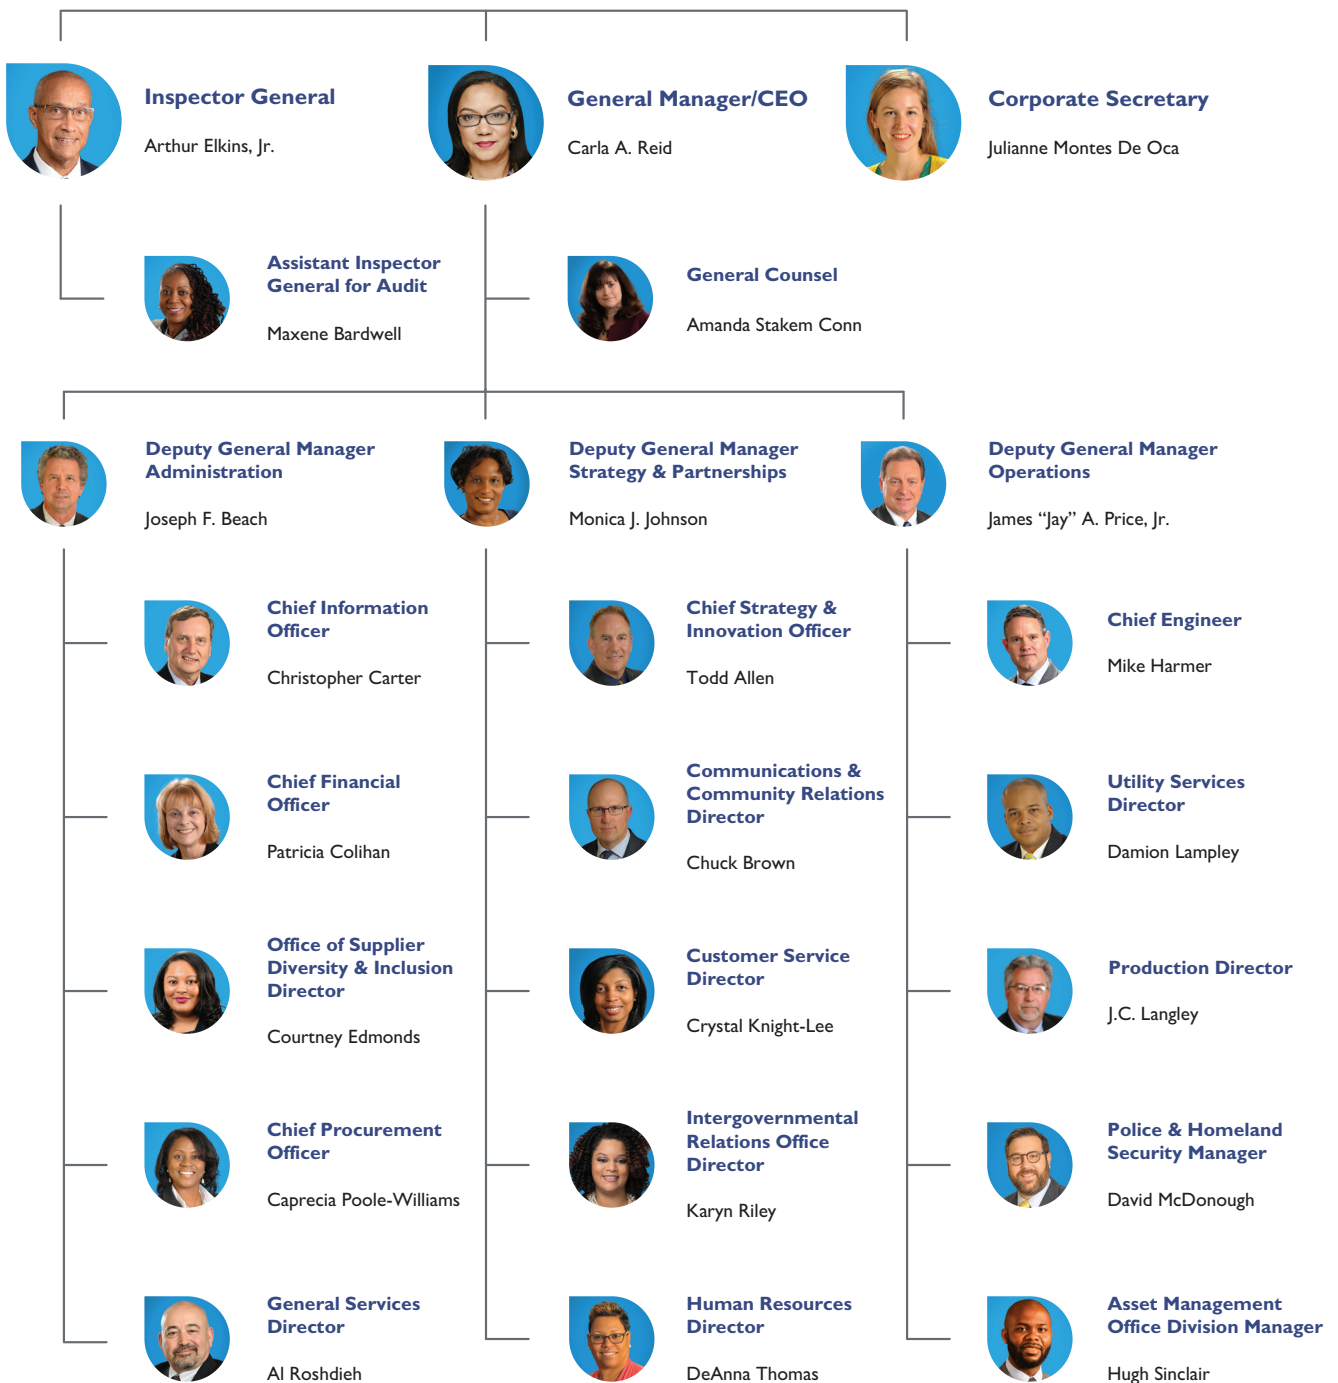 Inspector General
Arthur Elkins, Jr.
General Manager/CEO
Carla A. Reid
Corporate Secretary
Julianne Montes De Oca
Assistant Inspector
General for Audit
Maxene Bardwell
General Counsel
Amanda Stakem Conn
Deputy General Manager
Administration
Joseph F. Beach
Deputy General Manager
Strategy & Partnerships
Monica J. Johnson
Deputy General Manager
Operations
James “Jay” A. Price, Jr.
Chief Information
Officer
Christopher Carter
Chief Strategy &
Innovation Officer
Todd Allen
Chief Engineer
Mike Harmer
Chief Financial
Officer
Patricia Colihan
Communications &
Community Relations
Director
Chuck Brown
Utility Services
Director
Damion Lampley
Office of Supplier
Diversity & Inclusion
Director
Courtney Edmonds
Customer Service
Director
Crystal Knight-Lee
Production Director
J.C. Langley
Chief Procurement
Officer
Caprecia Poole-Williams
Intergovernmental
Relations Office
Director
Karyn Riley
Police & Homeland
Security Manager
David McDonough
General Services
Director
Al Roshdieh
Human Resources
Director
DeAnna Thomas
Asset Management
Office Division Manager
Hugh Sinclair